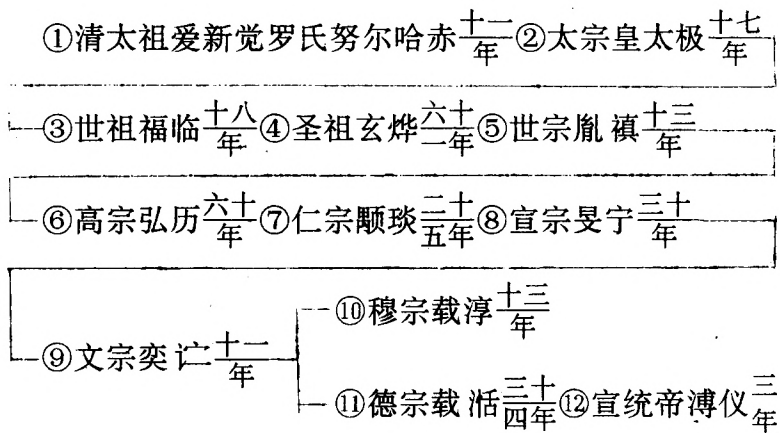 ①清太祖爱新觉罗氏努尔哈赤十一年②太宗皇太极十七年
③世祖福临十八年④圣祖玄烨六十一年⑤世宗胤禛十三年
⑥高宗弘历六十年⑦仁宗颙琰二十五年⑧宣宗旻宁三十年
⑩穆宗载淳十三年
⑨文宗奕 十一年
⑪德宗载湉三十四年⑫宣统帝溥仪三年